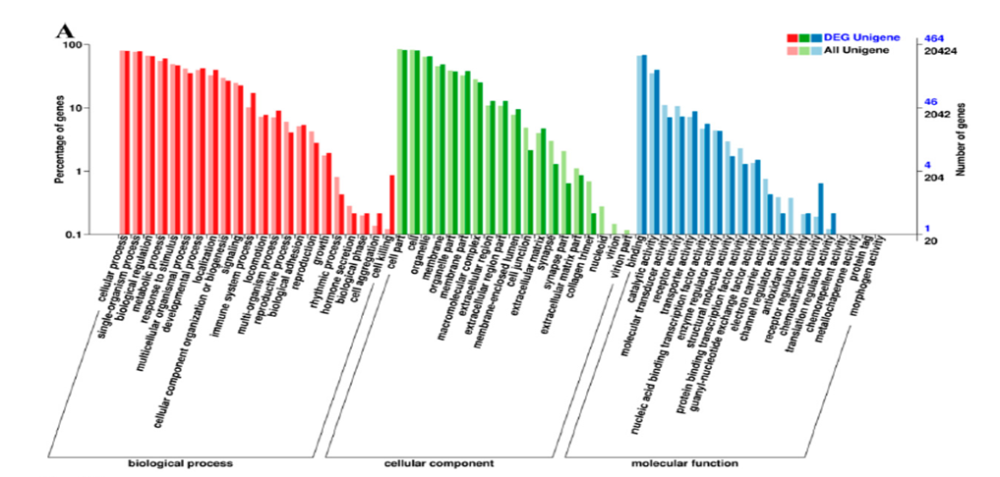 A
DEG Unigene
All Unigene
100
10
1
0.1
Percentage of genes
464
20424
46
2042
4
204
1
20
Number of genes
cellular process
single-organism process
biological regulation
metabolic process
response to stimulus
multicellular organismal process
developmental process
localization
cellular component organization or biogenesis
signaling
immune system process
locomotion
multi-organism process
reproductive process
biological adhesion
reproduction
growth
rhythmic process
hormone secretion
biological phase
cell aggregation
cell killing
cell part
cell
organelle
membrane
organelle part
membrane part
macromolecular complex
extracellular region
extracellular region part
membrane-enclosed lumen
cell junction
extracellular matrix
synapse
synapse part
extracellular matrix part
collagen trimer
nucleoid
virion
virion part
binding
catalytic activity
molecular transducer activity
receptor activity
transporter activity
nucleic acid binding transcription factor activity
enzyme regulator activity
structural molecule activity
protein binding transcription factor activity
guanyl-nucleotide exchange factor activity
electron carrier activity
channel regulator activity
antioxidant activity
receptor regulator activity
chemoattractant activity
translation regulator activity
chemorepellent activity
metallochaperone activity
protein tag
morphogen activity
biological process
cellular component
molecular function